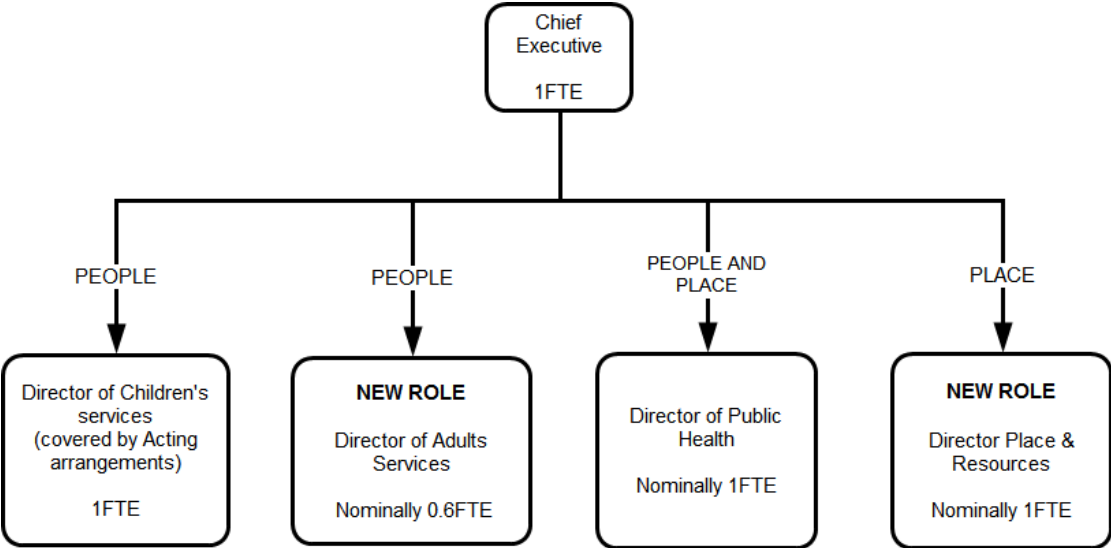 Chief
Executive
1FTE
PEOPLE
PEOPLE
PEOPLE AND
PLACE
PLACE
Director of Children's
services
(covered by Acting
arrangements)
1FTE
NEW ROLE
Director of Adults
Services
Nominally 0.6FTE
Director of Public
Health
Nominally 1FTE
NEW ROLE
Director Place &
Resources
Nominally 1FTE